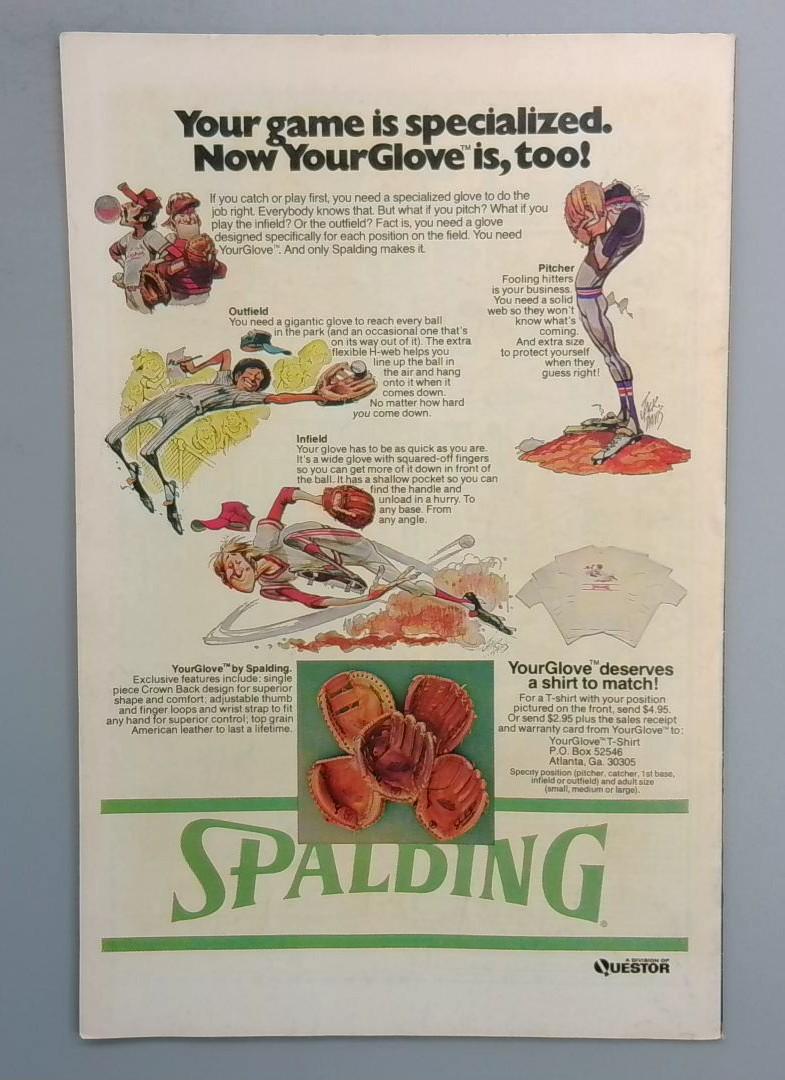 Your game is specialized.
Now YourGlove™ is, too!
If you catch or play first, you need a specialized glove to do the
job right. Everybody knows that. But what if you pitch? What if you
play the infield? Or the outfield? Fact is, you need a glove
designed specifically for each position on the field. You need
YourGlove™. And only Spalding makes it.
Pitcher
Fooling hitters
is your business.
You need a solid
web so they won't
know what's
coming.
And extra size
to protect yourself
when they
guess right!
Outfield
You need a gigantic glove to reach every ball
in the park (and an occasional one that's
on its way out of it). The extra
flexible H-web helps you
line up the ball in
the air and hang
onto it when it
comes down.
No matter how hard
you come down.
JACK
DAVIS
Infield
Your glove has to be as quick as you are.
It's a wide glove with squared-off fingers
so you can get more of it down in front of
the ball. It has a shallow pocket so you can
find the handle and
unload in a hurry. To
any base. From
any angle.
YourGlove™ by Spalding.
Exclusive features include: single
piece Crown Back design for superior
shape and comfort; adjustable thumb
and finger loops and wrist strap to fit
any hand for superior control; top grain
American leather to last a lifetime.
YourGlove™ deserves
a shirt to match!
For a T-shirt with your position
pictured on the front, send $4.95.
Or send $2.95 plus the sales receipt
and warranty card from YourGlove™ to:
YourGlove™ T-Shirt
P.O. Box 52546
Atlanta, Ga. 30305
Specify position (pitcher, catcher, 1st base,
infield or outfield) and adult size
(small, medium or large).
SPALDING®
A DIVISION OF
QUESTOR